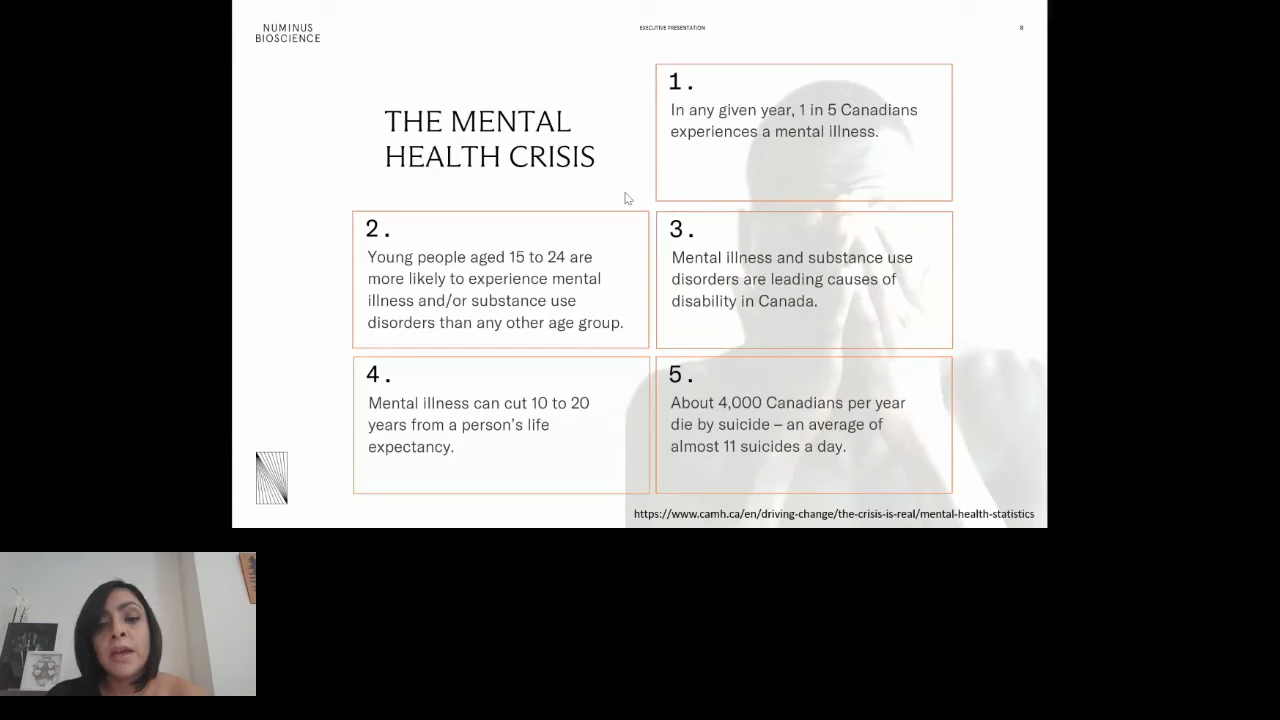 NUMINUS
BIOSCIENCE
EXECUTIVE PRESENTATION
8
THE MENTAL
HEALTH CRISIS
1.
In any given year, 1 in 5 Canadians
experiences a mental illness.
2.
Young people aged 15 to 24 are
more likely to experience mental
illness and/or substance use
disorders than any other age group.
3.
Mental illness and substance use
disorders are leading causes of
disability in Canada.
4.
Mental illness can cut 10 to 20
years from a person's life
expectancy.
5.
About 4,000 Canadians per year
die by suicide – an average of
almost 11 suicides a day.
https://www.camh.ca/en/driving-change/the-crisis-is-real/mental-health-statistics